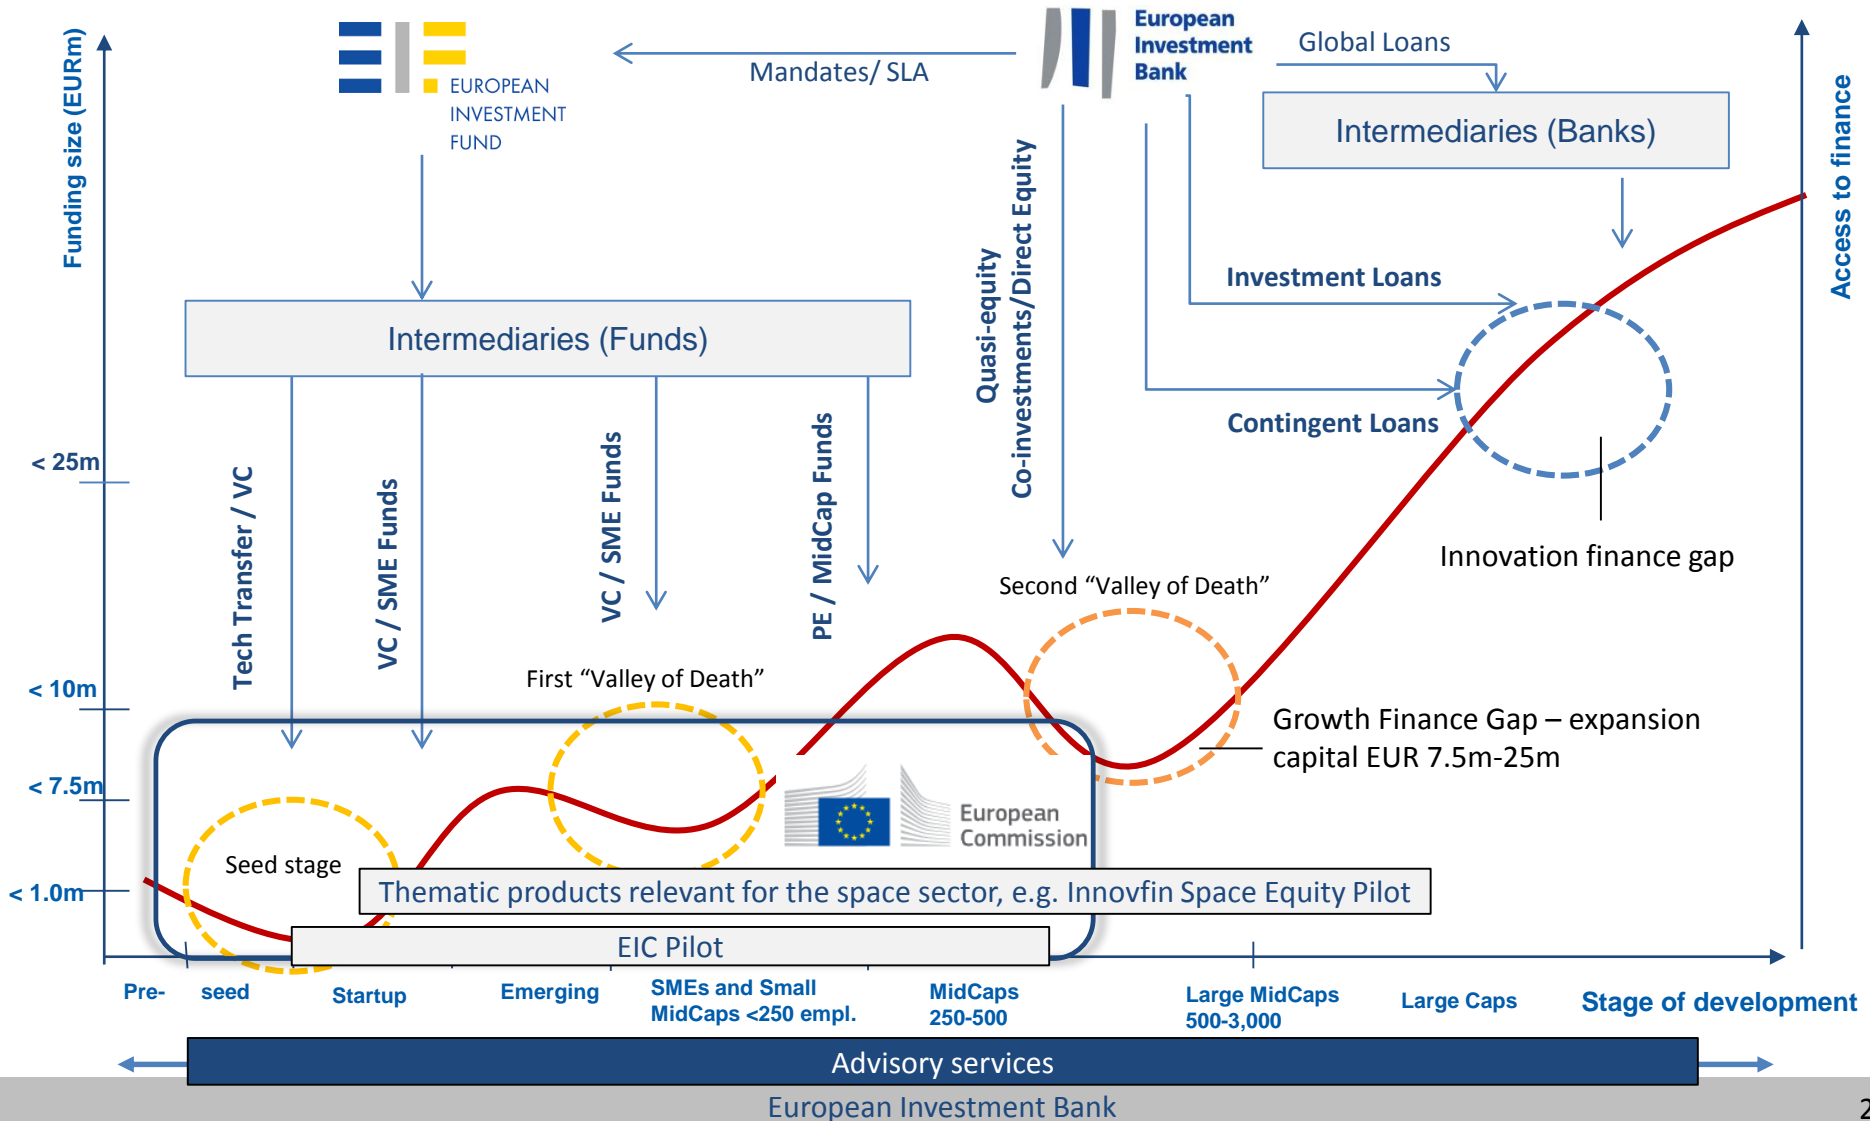 Funding size (EURm)
EUROPEAN
INVESTMENT
FUND
Mandates/ SLA
European
Investment
Bank
Global Loans
Intermediaries (Banks)
Access to finance
Intermediaries (Funds)
Quasi-equity
Co-investments/Direct Equity
Investment Loans
Contingent Loans
Tech Transfer / VC
VC / SME Funds
VC / SME Funds
PE / MidCap Funds
Innovation finance gap
Second “Valley of Death”
First “Valley of Death”
Growth Finance Gap – expansion
capital EUR 7.5m-25m
< 25m
< 10m
< 7.5m
< 1.0m
European
Commission
Seed stage
Thematic products relevant for the space sector, e.g. Innovfin Space Equity Pilot
EIC Pilot
Pre- seed
Startup
Emerging
SMEs and Small
MidCaps <250 empl.
MidCaps
250-500
Large MidCaps
500-3,000
Large Caps
Stage of development
Advisory services
European Investment Bank
2